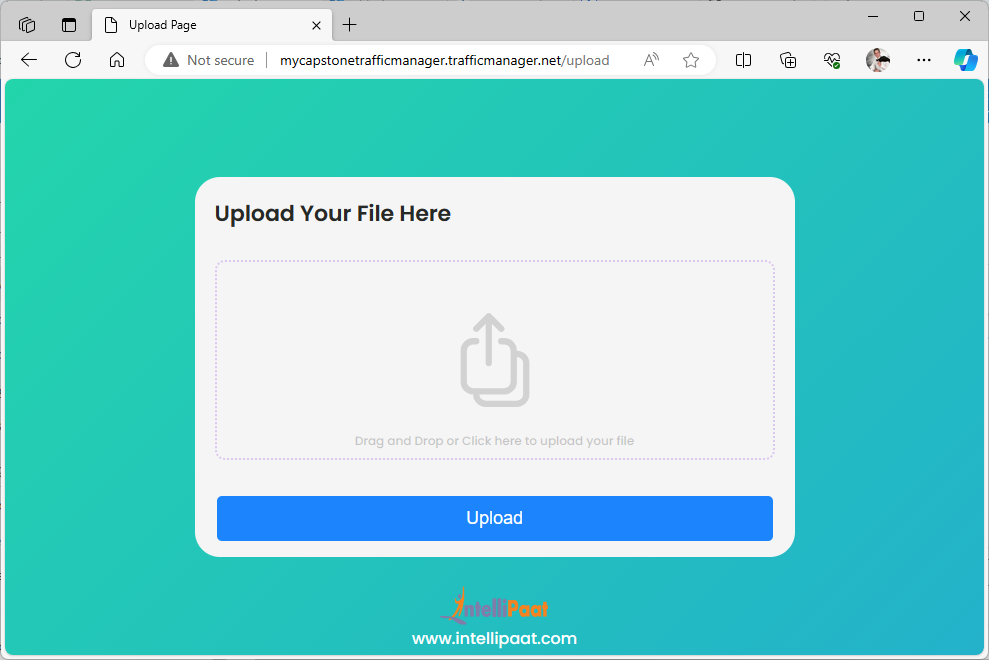 Upload Page
Not secure
mycapstonetrafficmanager.trafficmanager.net/upload
Upload Your File Here
Drag and Drop or Click here to upload your file
Upload
IntelliPaat
www.intellipaat.com